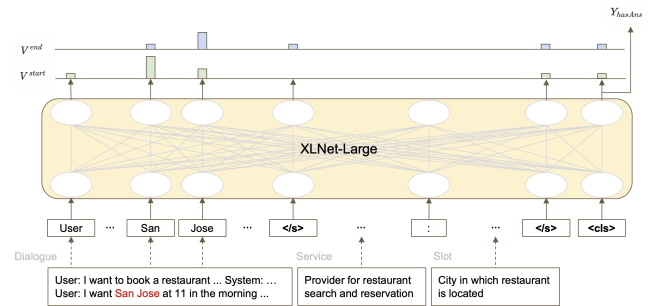 Y_hasAns
V^end
V^start
XLNet-Large
User ... San Jose ... </s> : </s> <cls>
Dialogue ... Service ... Slot ...
User: I want to book a restaurant ... System: ...
User: I want San Jose at 11 in the morning ...
Provider for restaurant
search and reservation
City in which restaurant
is located